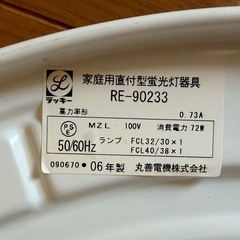 ラッキー
家庭用直付型蛍光灯器具
RE-90233
高力率形 0.73A
PSE MZL 100V 消費電力 72W
50/60Hz ランプ FCL32/30×1
FCL40/38×1
090670 06年製 丸善電機株式会社